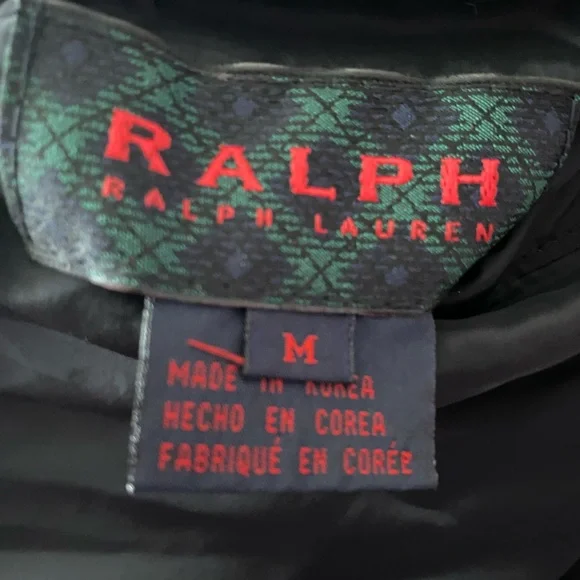 RALPH
RALPH LAUREN
M
MADE IN KOREA
HECHO EN COREA
FABRIQUÉ EN CORÉE